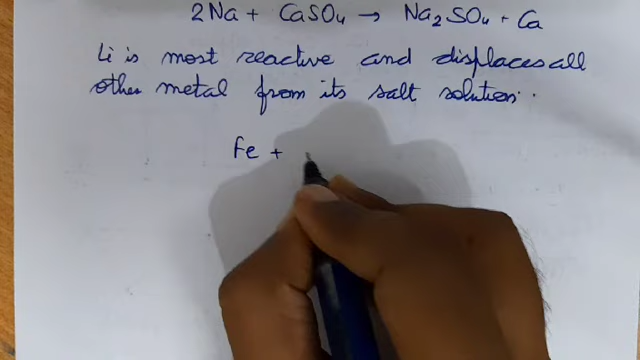 2Na + CaSO₄ → Na₂SO₄ + Ca
Li is most reactive and displaces all
other metal from its salt solution.
Fe +